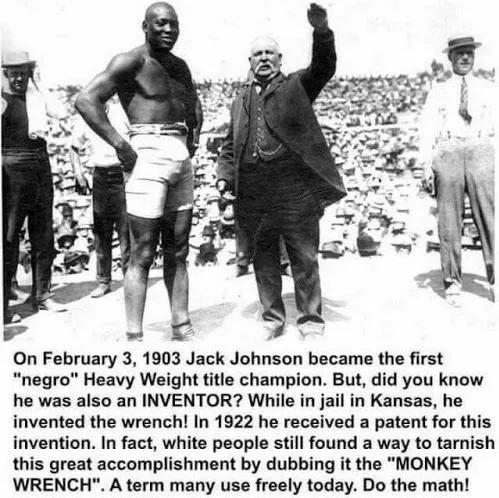 On February 3, 1903 Jack Johnson became the first
"negro" Heavy Weight title champion. But, did you know
he was also an INVENTOR? While in jail in Kansas, he
invented the wrench! In 1922 he received a patent for this
invention. In fact, white people still found a way to tarnish
this great accomplishment by dubbing it the "MONKEY
WRENCH". A term many use freely today. Do the math!